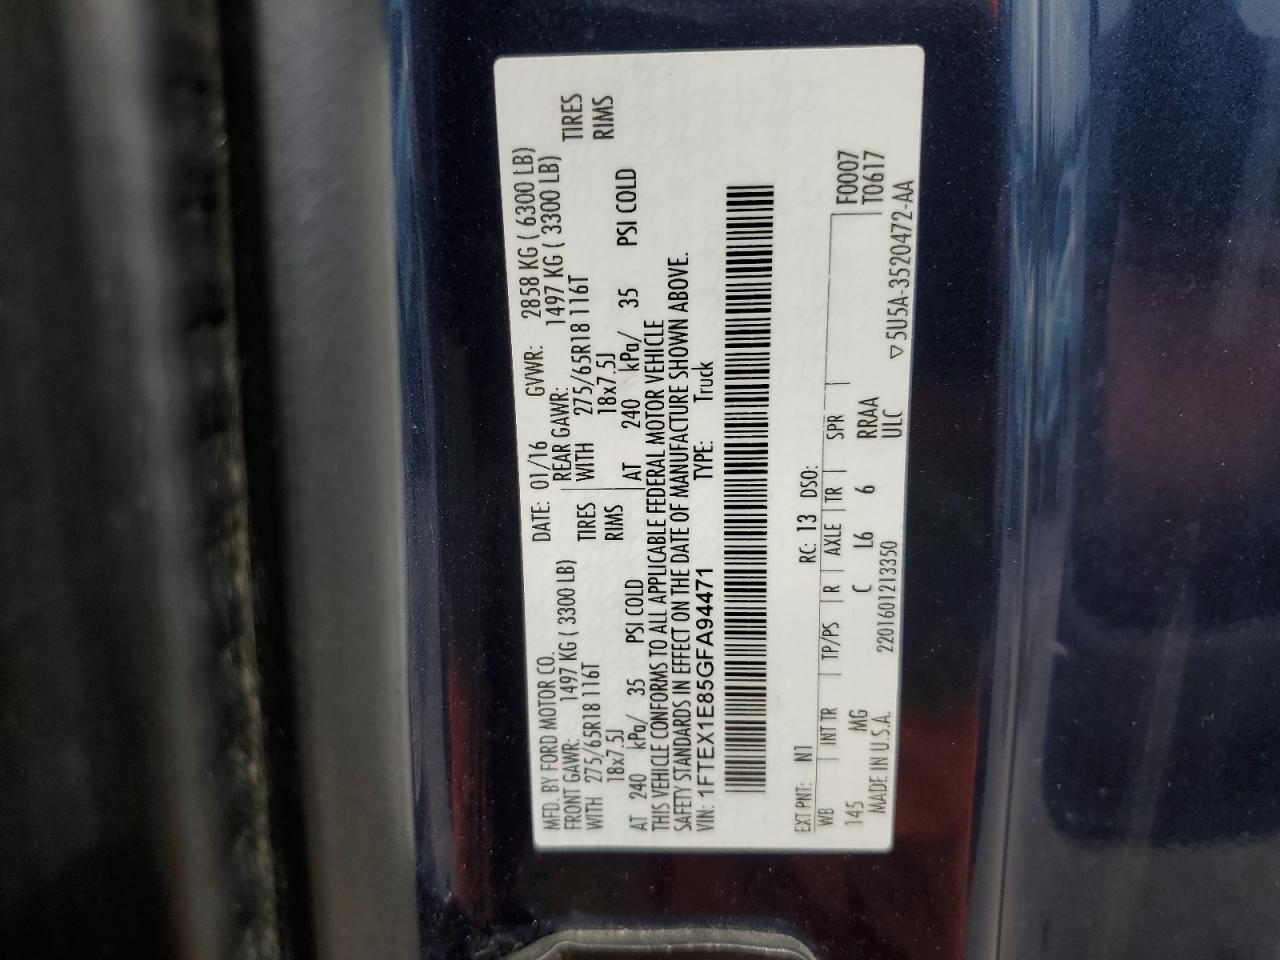 MFD. BY FORD MOTOR CO. DATE: 01/16 GVWR: 2858 KG ( 6300 LB)
FRONT GAWR: 1497 KG ( 3300 LB) REAR GAWR: 1497 KG ( 3300 LB)
WITH 275/65R18 116T TIRES WITH 275/65R18 116T TIRES
18x7.5J RIMS 18x7.5J RIMS
AT 240 kPa/ 35 PSI COLD AT 240 kPa/ 35 PSI COLD
THIS VEHICLE CONFORMS TO ALL APPLICABLE FEDERAL MOTOR VEHICLE
SAFETY STANDARDS IN EFFECT ON THE DATE OF MANUFACTURE SHOWN ABOVE.
VIN: 1FTEX1E85GFA94471 TYPE: Truck
EXT PNT: N1 RC: 13 DSO: F0007
WB INT TR TP/PS R AXLE TR SPR T0617
145 MG C L6 6 RRAA
MADE IN U.S.A. 2201601213350 ULC ▽5U5A-3520472-AA